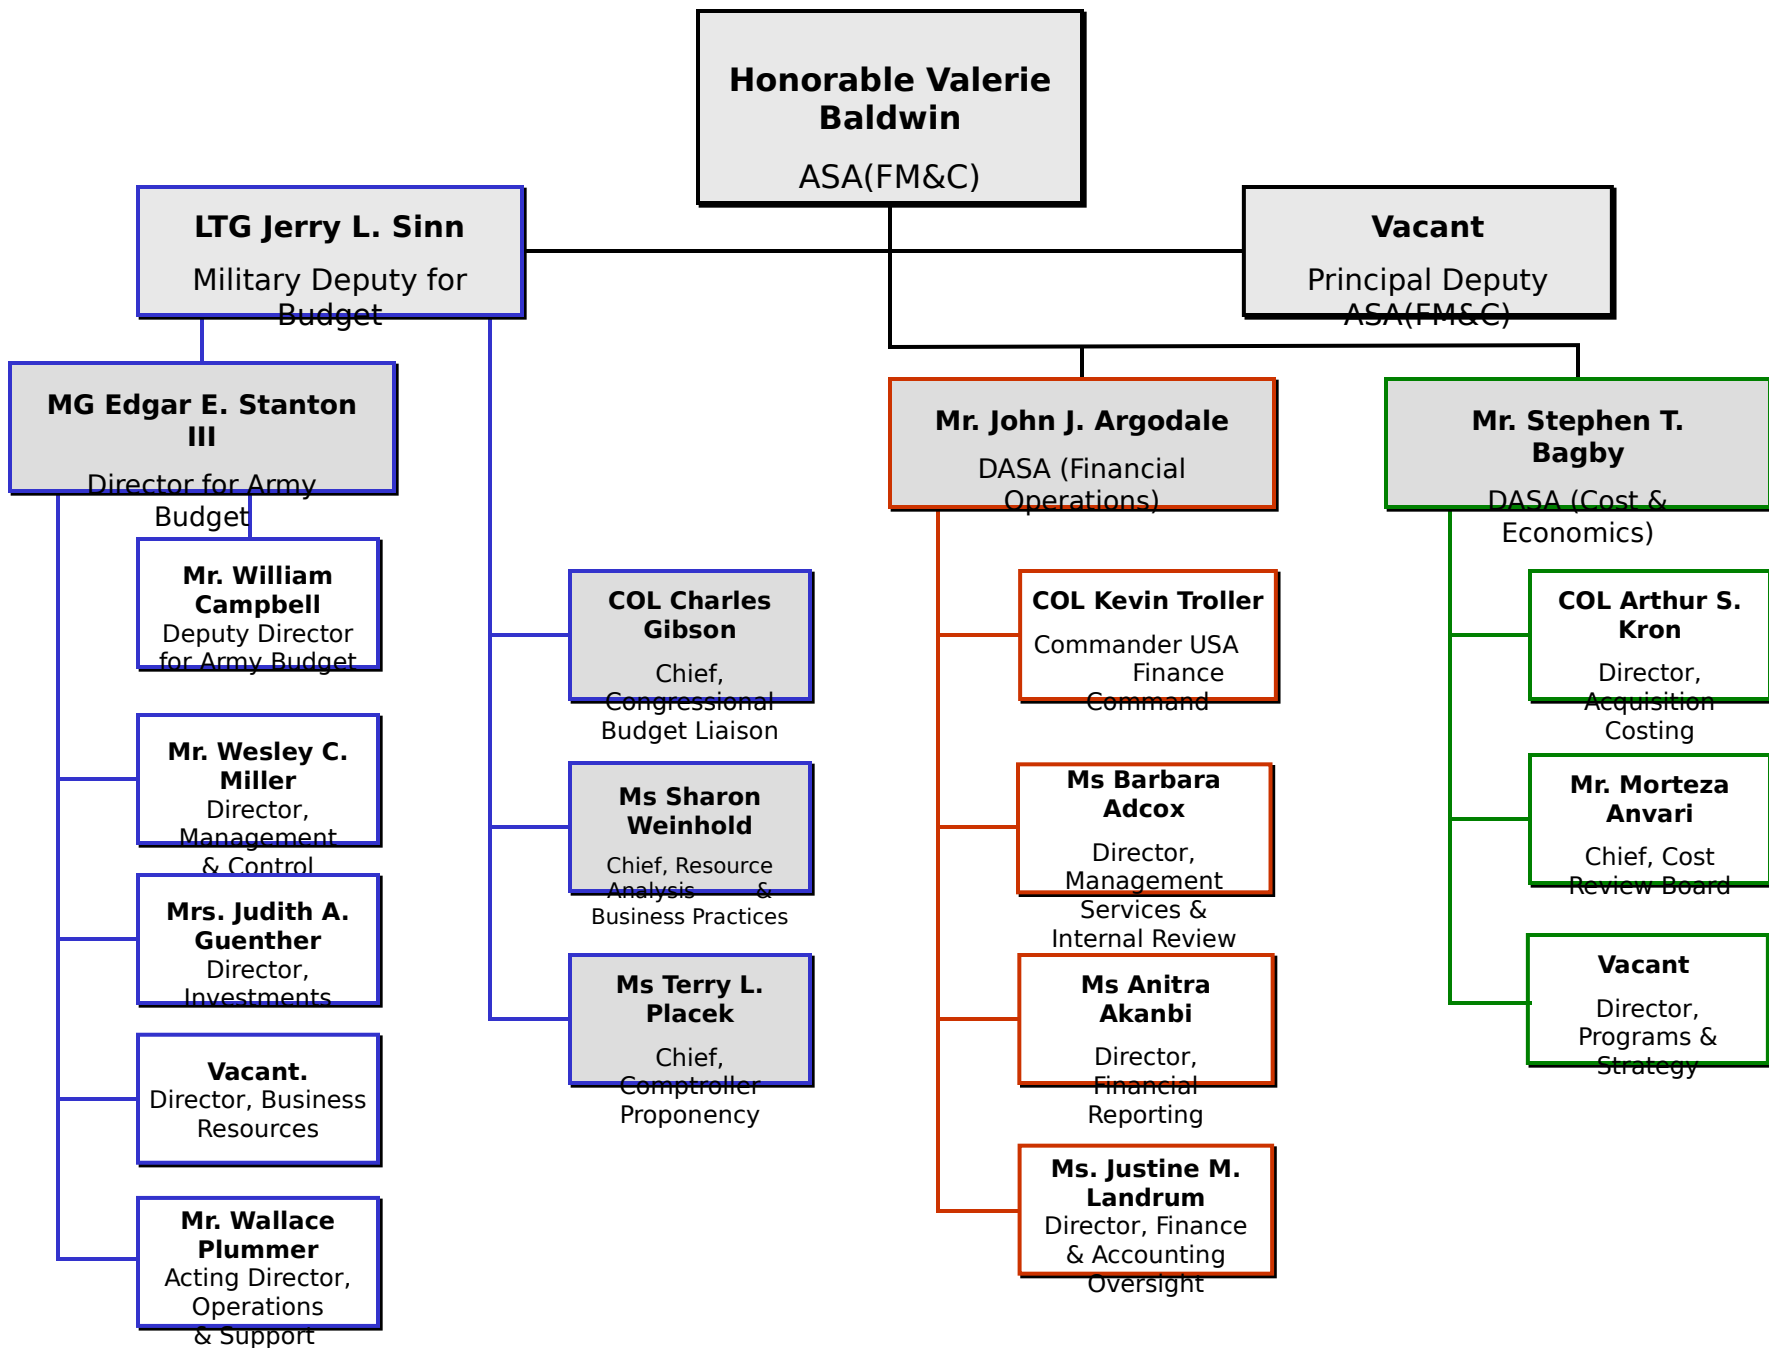 Honorable Valerie
Baldwin
ASA(FM&C)
LTG Jerry L. Sinn
Military Deputy for
Budget
Vacant
Principal Deputy
ASA(FM&C)
MG Edgar E. Stanton
III
Director for Army
Budget
Mr. William
Campbell
Deputy Director
for Army Budget
Mr. Wesley C.
Miller
Director,
Management
& Control
Mrs. Judith A.
Guenther
Director,
Investments
Vacant.
Director, Business
Resources
Mr. Wallace
Plummer
Acting Director,
Operations
& Support
COL Charles
Gibson
Chief,
Congressional
Budget Liaison
Ms Sharon
Weinhold
Chief, Resource
Analysis &
Business Practices
Ms Terry L.
Placek
Chief,
Comptroller
Proponency
Mr. John J. Argodale
DASA (Financial
Operations)
COL Kevin Troller
Commander USA
Finance
Command
Ms Barbara
Adcox
Director,
Management
Services &
Internal Review
Ms Anitra
Akanbi
Director,
Financial
Reporting
Ms. Justine M.
Landrum
Director, Finance
& Accounting
Oversight
Mr. Stephen T.
Bagby
DASA (Cost &
Economics)
COL Arthur S.
Kron
Director,
Acquisition
Costing
Mr. Morteza
Anvari
Chief, Cost
Review Board
Vacant
Director,
Programs &
Strategy